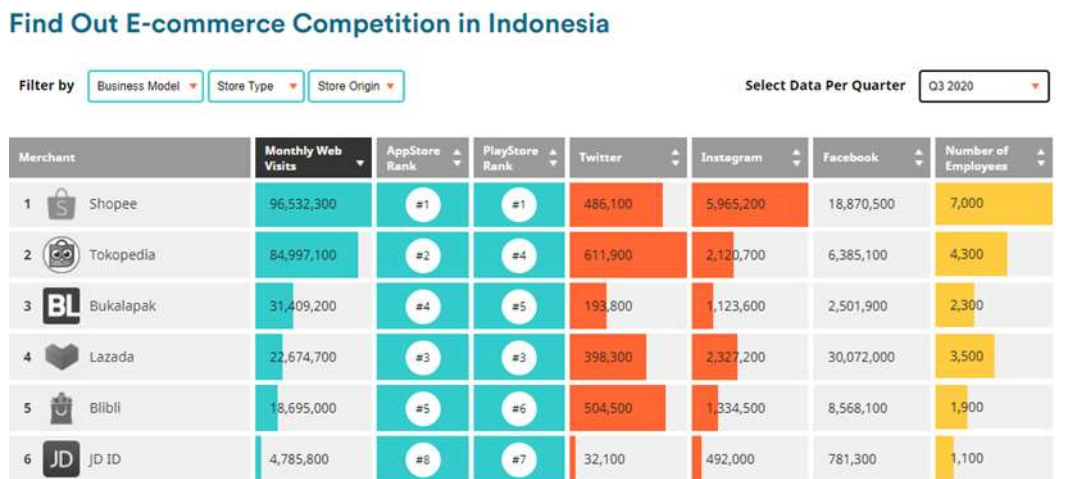 Find Out E-commerce Competition in Indonesia
Filter by Business Model Store Type Store Origin Select Data Per Quarter Q3 2020
Merchant Monthly Web Visits AppStore Rank PlayStore Rank Twitter Instagram Facebook Number of Employees
1 S Shopee 96,532,300 #1 #1 486,100 5,965,200 18,870,500 7,000
2 Tokopedia 84,997,100 #2 #4 611,900 2,120,700 6,385,100 4,300
3 BL Bukalapak 31,409,200 #4 #5 193,800 1,123,600 2,501,900 2,300
4 Lazada 22,674,700 #3 #3 398,300 2,327,200 30,072,000 3,500
5 Blibli 18,695,000 #5 #6 504,500 1,334,500 8,568,100 1,900
6 JD JD ID 4,785,800 #8 #7 32,100 492,000 781,300 1,100